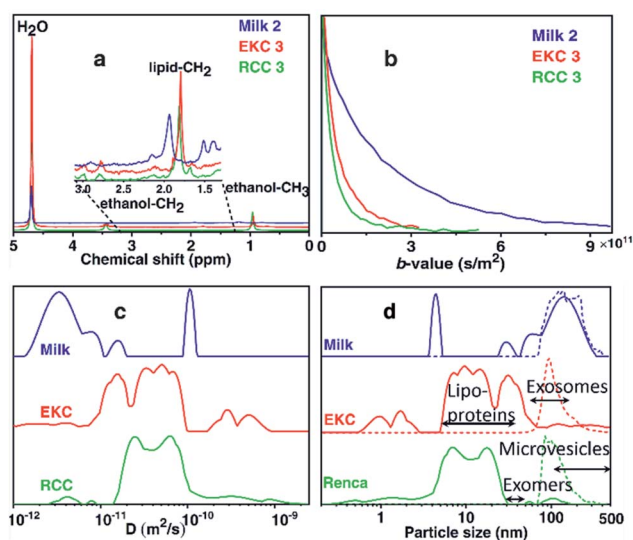 H₂O
a
Milk 2
EKC 3
RCC 3
lipid-CH₂
3.0 2.5 2.0 1.5
ethanol-CH₂
ethanol-CH₃
5 4 3 2 1 0
Chemical shift (ppm)
b
Milk 2
EKC 3
RCC 3
0 3 6 9 ×10¹¹
b-value (s/m²)
c
Milk
EKC
RCC
10⁻¹² 10⁻¹¹ 10⁻¹⁰ 10⁻⁹
D (m²/s)
d
Milk
EKC
Lipo-
proteins
Exosomes
Microvesicles
Renca
Exomers
1 10 100 500
Particle size (nm)